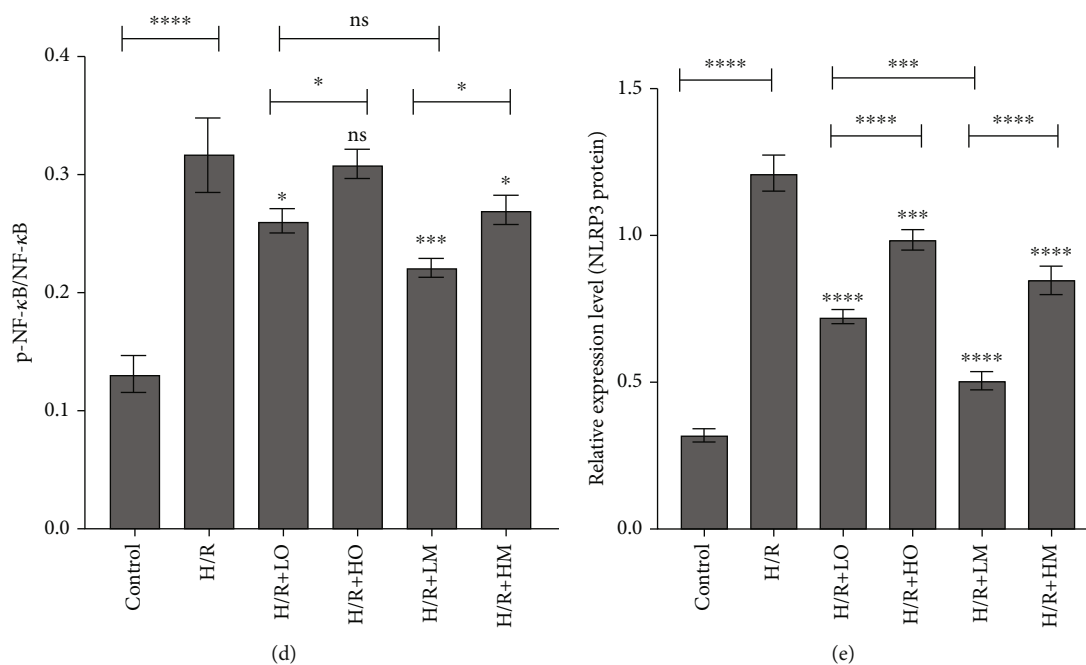 ****
ns
*
*
0.4
0.3
0.2
0.1
0.0
p-NF-κB/NF-κB
*
ns
***
*
Control
H/R
H/R+LO
H/R+HO
H/R+LM
H/R+HM
(d)
****
***
****
****
1.5
1.0
0.5
0.0
Relative expression level (NLRP3 protein)
****
***
****
****
Control
H/R
H/R+LO
H/R+HO
H/R+LM
H/R+HM
(e)